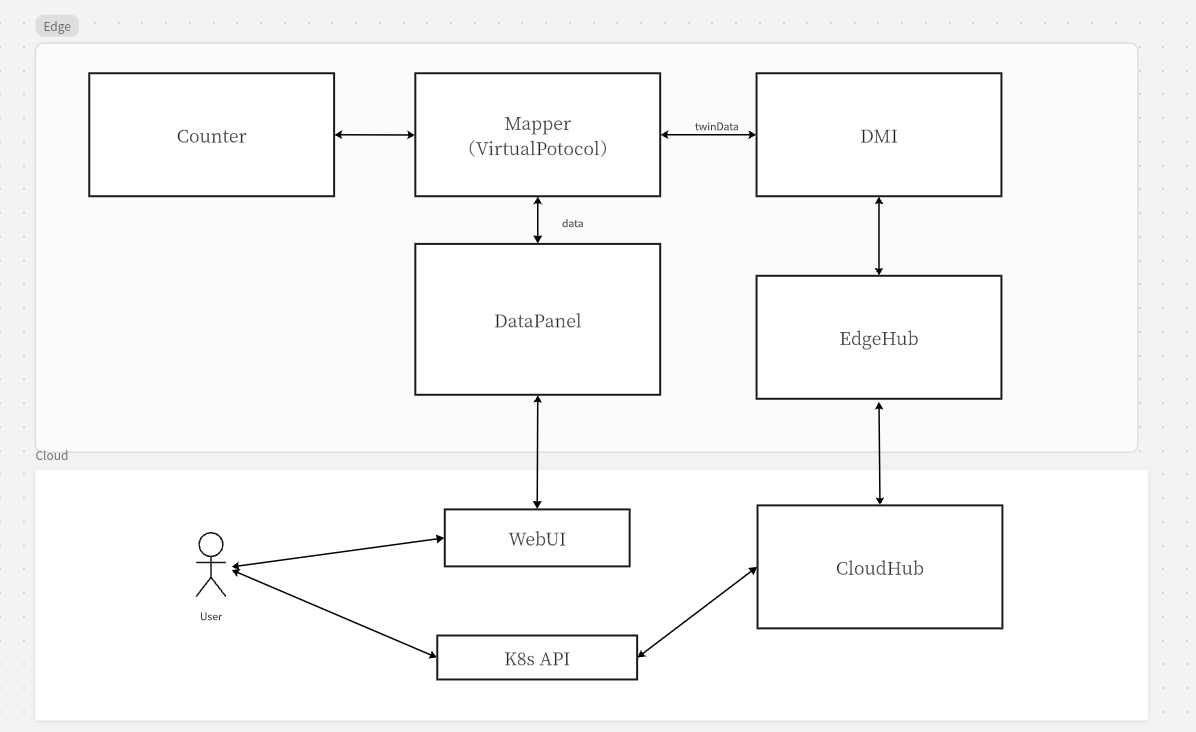 Edge
Counter
Mapper
（VirtualPotocol）
twinData
DMI
data
DataPanel
EdgeHub
Cloud
WebUI
CloudHub
User
K8s API